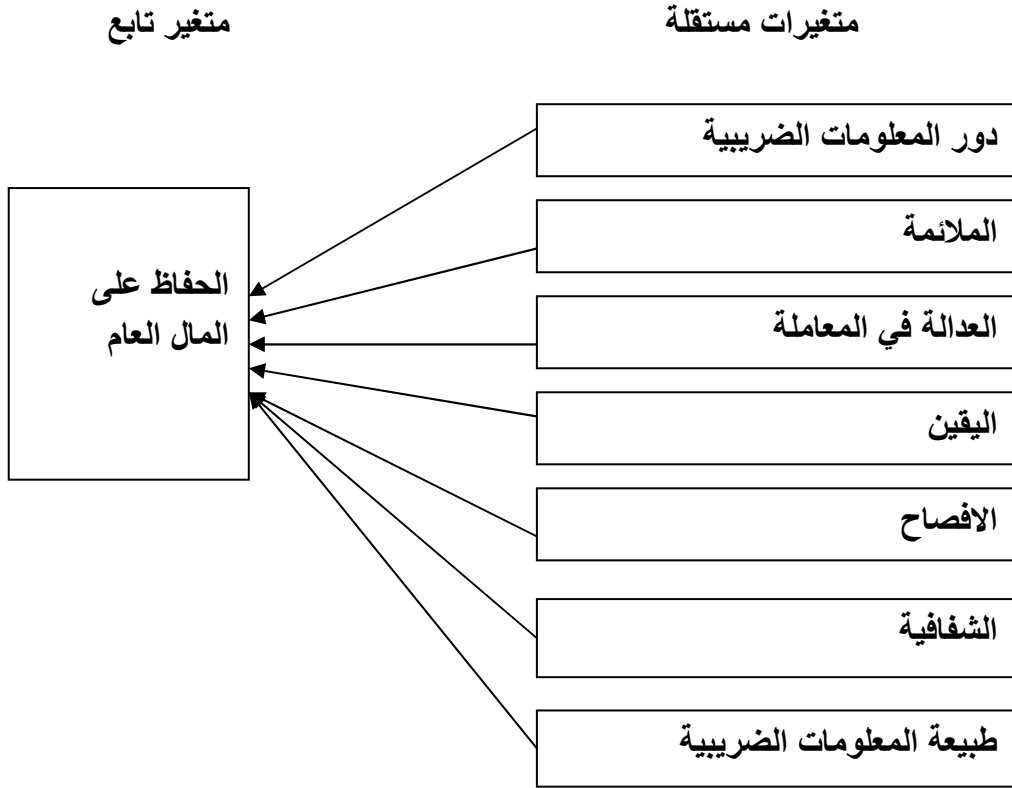 متغيرات مستقلة
متغير تابع
دور المعلومات الضريبية
الملائمة
العدالة في المعاملة
اليقين
الافصاح
الشفافية
طبيعة المعلومات الضريبية
الحفاظ على
المال العام